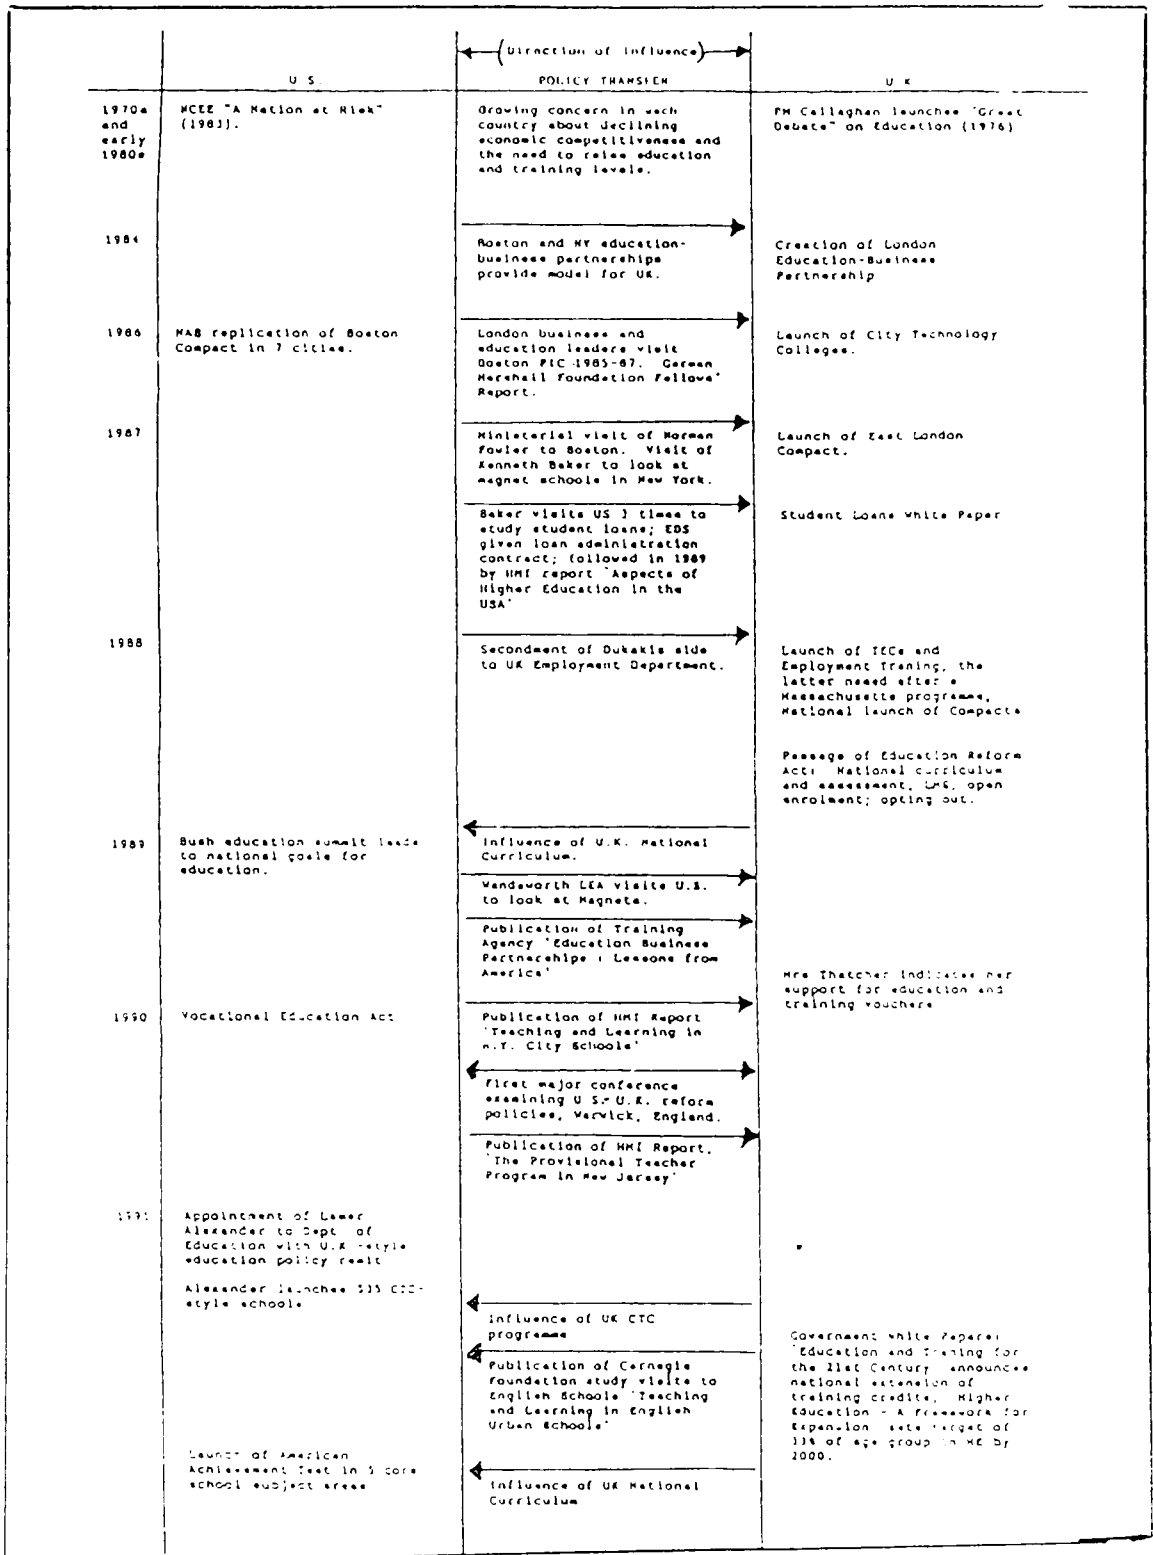 (Direction of Influence)
U S.
POLICY TRANSFER
U K
1970s
and
early
1980s
NCEE "A Nation at Risk"
(1983).
Growing concern in each
country about declining
economic competitiveness and
the need to raise education
and training levels.
PM Callaghan launches "Great
Debate" on Education (1976)
1984
Boston and NY education-
business partnerships
provide model for UK.
Creation of London
Education-Business
Partnership
1986
NAB replication of Boston
Compact in 7 cities.
London business and
education leaders visit
Boston PIC 1985-87. German
Marshall Foundation Fellows'
Report.
Launch of City Technology
Colleges.
1987
Ministerial visit of Norman
Fowler to Boston. Visit of
Kenneth Baker to look at
magnet schools in New York.
Launch of East London
Compact.
Baker visits US 3 times to
study student loans; EDS
given loan administration
contract; followed in 1989
by HMI report 'Aspects of
Higher Education in the
USA'
Student Loans White Paper
1988
Secondment of Dukakis aide
to UK Employment Department.
Launch of TECs and
Employment Traning, the
latter named after a
Massachusetts programme,
National launch of Compacts
Passage of Education Reform
Act: National curriculum
and assessment, LMS, open
enrolment; opting out.
1989
Bush education summit leads
to national goals for
education.
Influence of U.K. National
Curriculum.
Wandsworth LEA visits U.S.
to look at Magnets.
Publication of Training
Agency 'Education Business
Partnerships : Lessons from
America'
Mrs Thatcher indicates her
support for education and
training vouchers
1990
Vocational Education Act
Publication of HMI Report
'Teaching and Learning in
N.Y. City Schools'
First major conference
examining U S.- U.K. reform
policies, Warwick, England.
Publication of HMI Report,
'The Provisional Teacher
Program in New Jersey'
1991
Appointment of Lamar
Alexander to Dept. of
Education with U.K.-style
education policy remit
Alexander launches 535 CTC-
style schools
Influence of UK CTC
programme
Publication of Carnegie
Foundation study visits to
English Schools 'Teaching
and Learning in English
Urban Schools'
Government White Papers:
'Education and Traning for
the 21st Century announces
national extension of
training credits, Higher
Education - A Framework for
Expansion sets target of
33% of age group in HE by
2000.
Launch of American
Achievement Test in 5 core
school subject areas
Influence of UK National
Curriculum